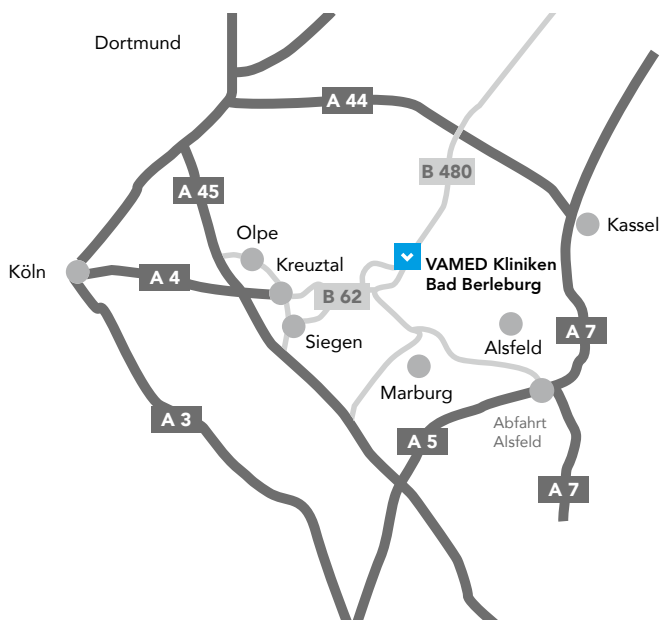 Dortmund
A 44
B 480
A 45
Kassel
Olpe
VAMED Kliniken
Bad Berleburg
Köln
A 4
Kreuztal
B 62
Siegen
Alsfeld
A 7
Marburg
A 3
A 5
Abfahrt
Alsfeld
A 7